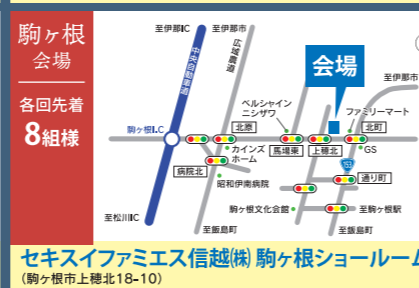 駒ヶ根
会場
各回先着
8組様
至伊那IC
至伊那市
中央自動車道
広域農道
会場
至伊那市
ベルシャイン
ニシザワ
ファミリーマート
駒ヶ根I.C
北原
北町
カインズ
ホーム
馬場東
上穂北
GS
病院北
153
通り町
昭和伊南病院
駒ヶ根文化会館
至駒ヶ根駅
至松川IC
至飯島町
至飯島町
セキスイファミエス信越㈱ 駒ヶ根ショールーム
(駒ヶ根市上穂北18-10)